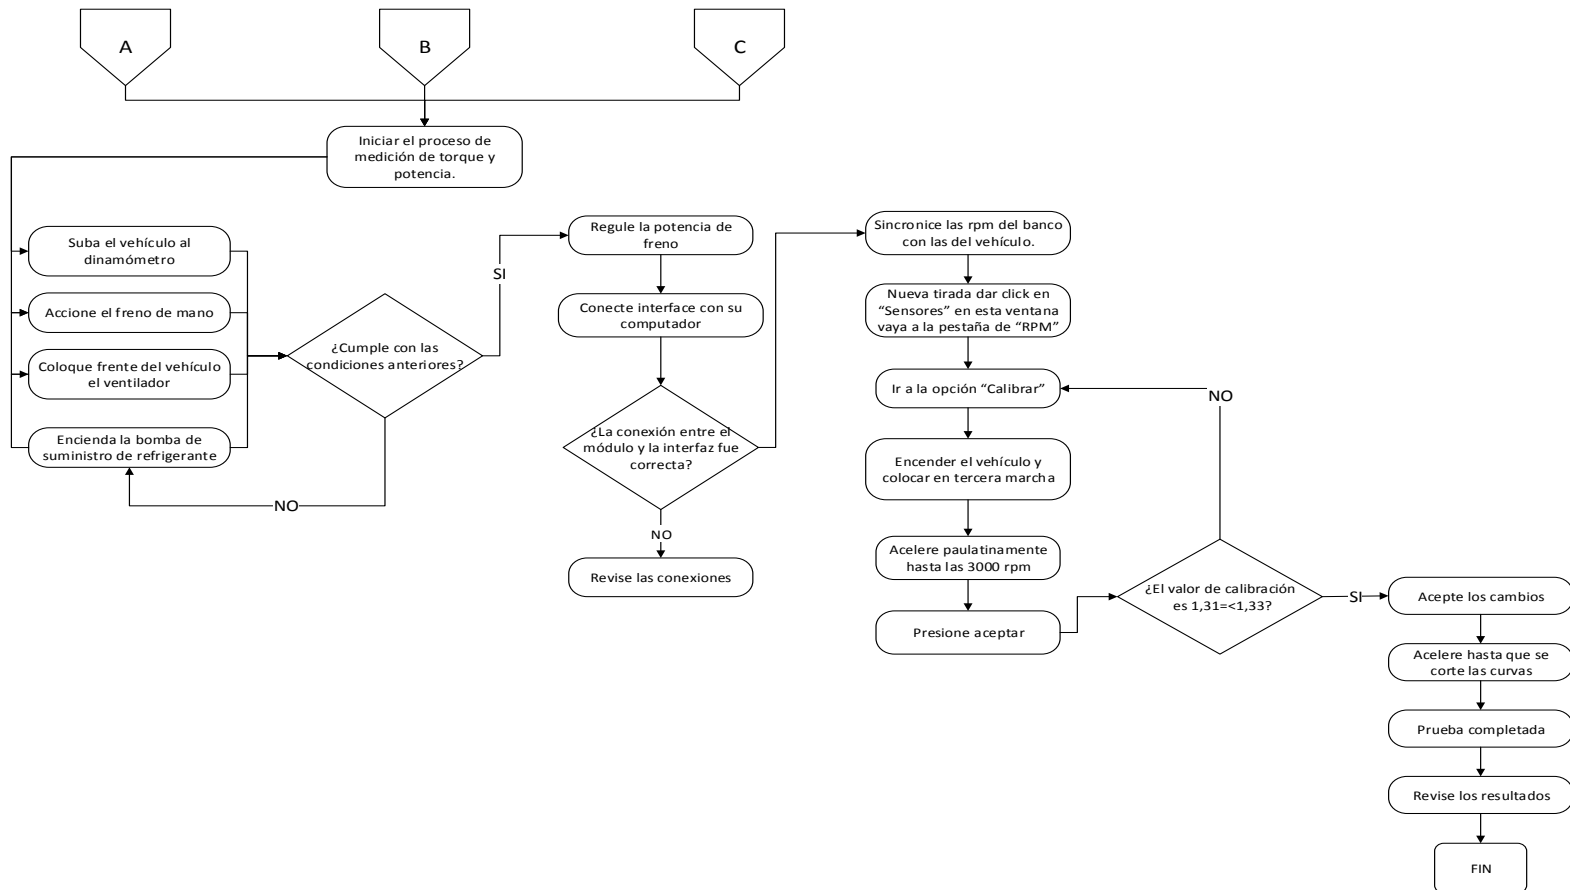 A
B
C
Iniciar el proceso de
medición de torque y
potencia.
Suba el vehículo al
dinamómetro
Accione el freno de mano
Coloque frente del vehículo
el ventilador
Encienda la bomba de
suministro de refrigerante
¿Cumple con las
condiciones anteriores?
SI
NO
Regule la potencia de
freno
Conecte interface con su
computador
¿La conexión entre el
módulo y la interfaz fue
correcta?
NO
Revise las conexiones
Sincronice las rpm del banco
con las del vehículo.
Nueva tirada dar click en
“Sensores” en esta ventana
vaya a la pestaña de “RPM”
Ir a la opción “Calibrar”
Encender el vehículo y
colocar en tercera marcha
Acelere paulatinamente
hasta las 3000 rpm
Presione aceptar
¿El valor de calibración
es 1,31=<1,33?
NO
SI
Acepte los cambios
Acelere hasta que se
corte las curvas
Prueba completada
Revise los resultados
FIN